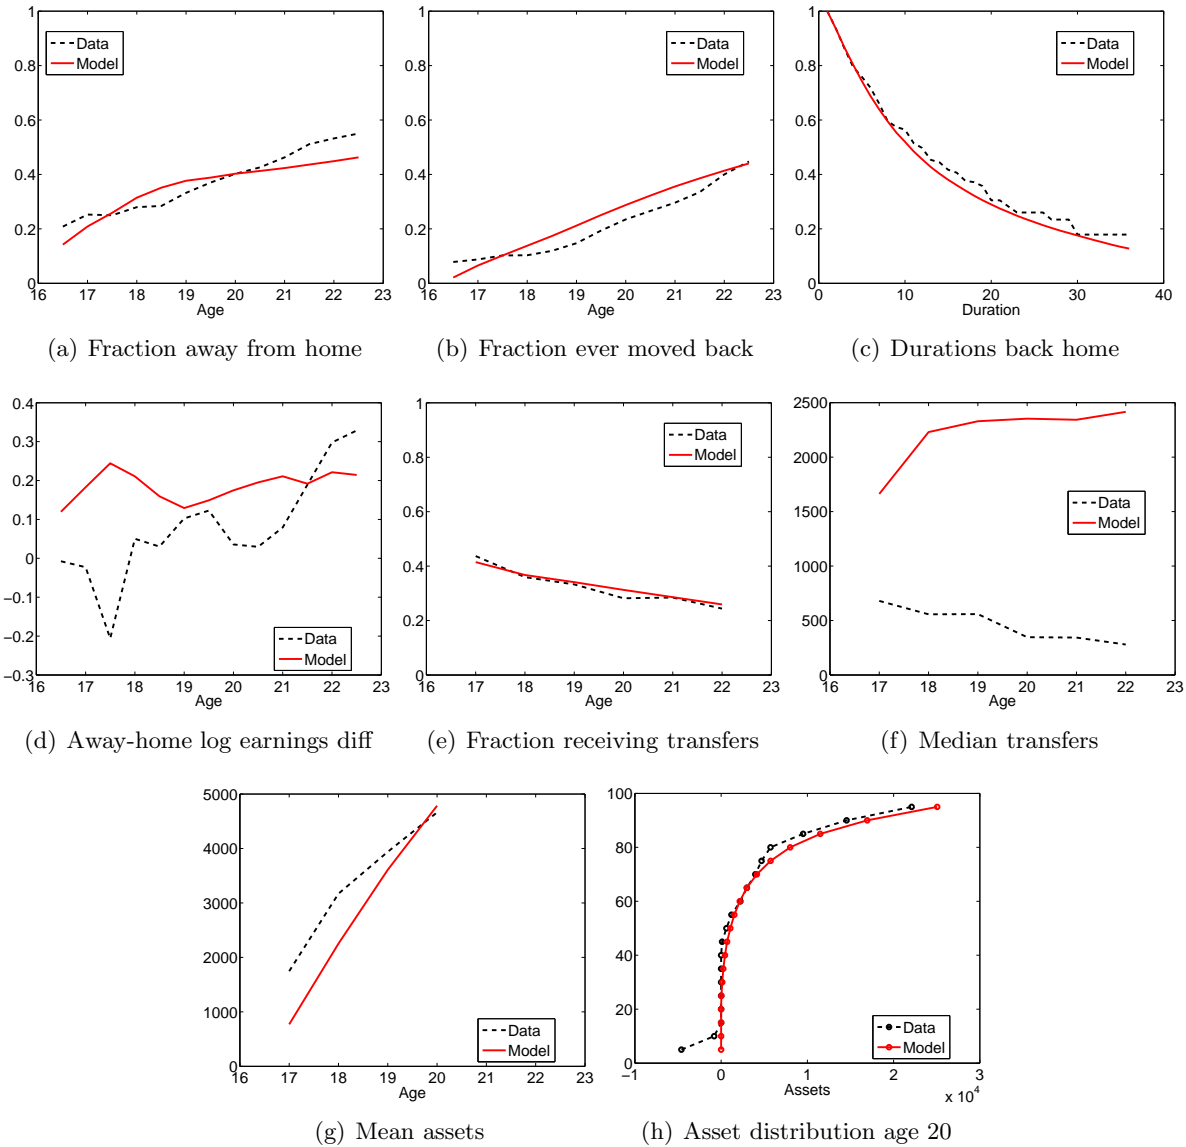 1
0.8
0.6
0.4
0.2
0
16 17 18 19 20 21 22 23
Age
Data
Model
(a) Fraction away from home
1
0.8
0.6
0.4
0.2
0
16 17 18 19 20 21 22 23
Age
Data
Model
(b) Fraction ever moved back
1
0.8
0.6
0.4
0.2
0
0 10 20 30 40
Duration
Data
Model
(c) Durations back home
0.4
0.3
0.2
0.1
0
−0.1
−0.2
−0.3
16 17 18 19 20 21 22 23
Age
Data
Model
(d) Away-home log earnings diff
1
0.8
0.6
0.4
0.2
0
16 17 18 19 20 21 22 23
Age
Data
Model
(e) Fraction receiving transfers
2500
2000
1500
1000
500
0
16 17 18 19 20 21 22 23
Age
Data
Model
(f) Median transfers
5000
4000
3000
2000
1000
0
16 17 18 19 20 21 22 23
Age
Data
Model
(g) Mean assets
100
80
60
40
20
0
−1 0 1 2 3
Assets
x 10^4
Data
Model
(h) Asset distribution age 20